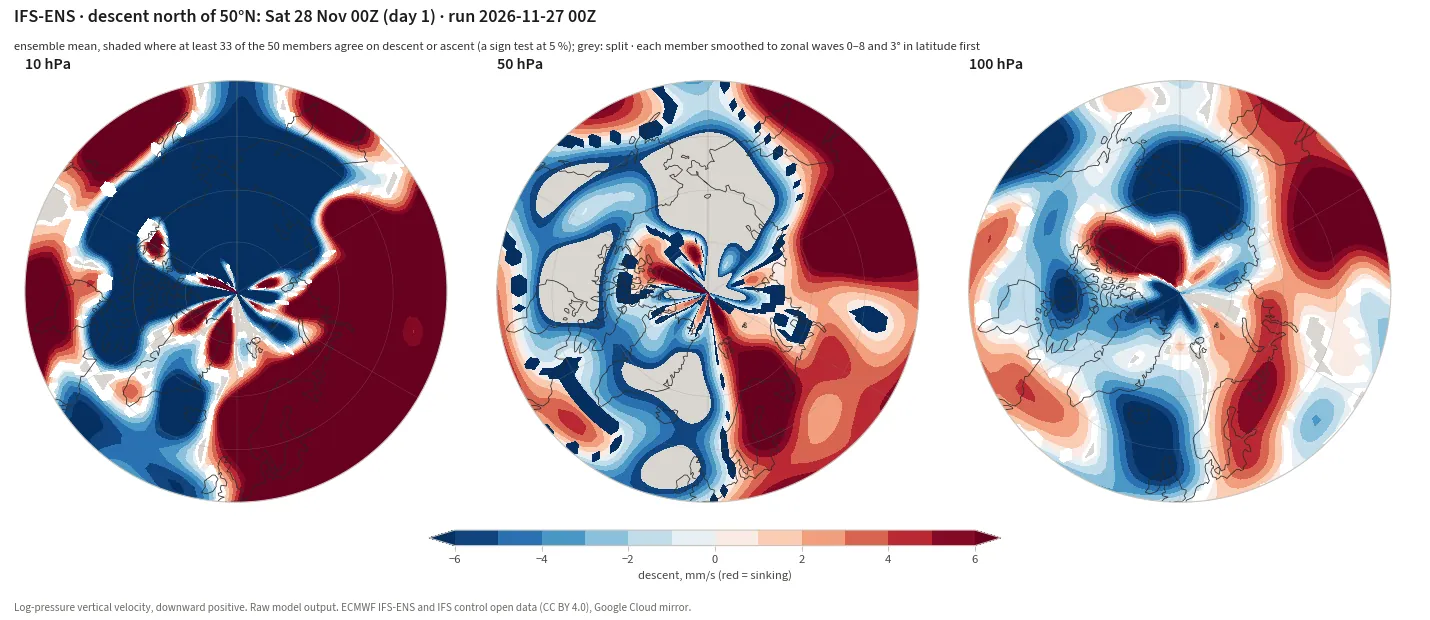 IFS-ENS · descent north of 50°N: Sat 28 Nov 00Z (day 1) · run 2026-11-27 00Z
ensemble mean, shaded where at least 33 of the 50 members agree on descent or ascent (a sign test at 5 %); grey: split · each member smoothed to zonal waves 0–8 and 3° in latitude first
10 hPa
50 hPa
100 hPa
−6 −4 −2 0 2 4 6
descent, mm/s (red = sinking)
Log-pressure vertical velocity, downward positive. Raw model output. ECMWF IFS-ENS and IFS control open data (CC BY 4.0), Google Cloud mirror.